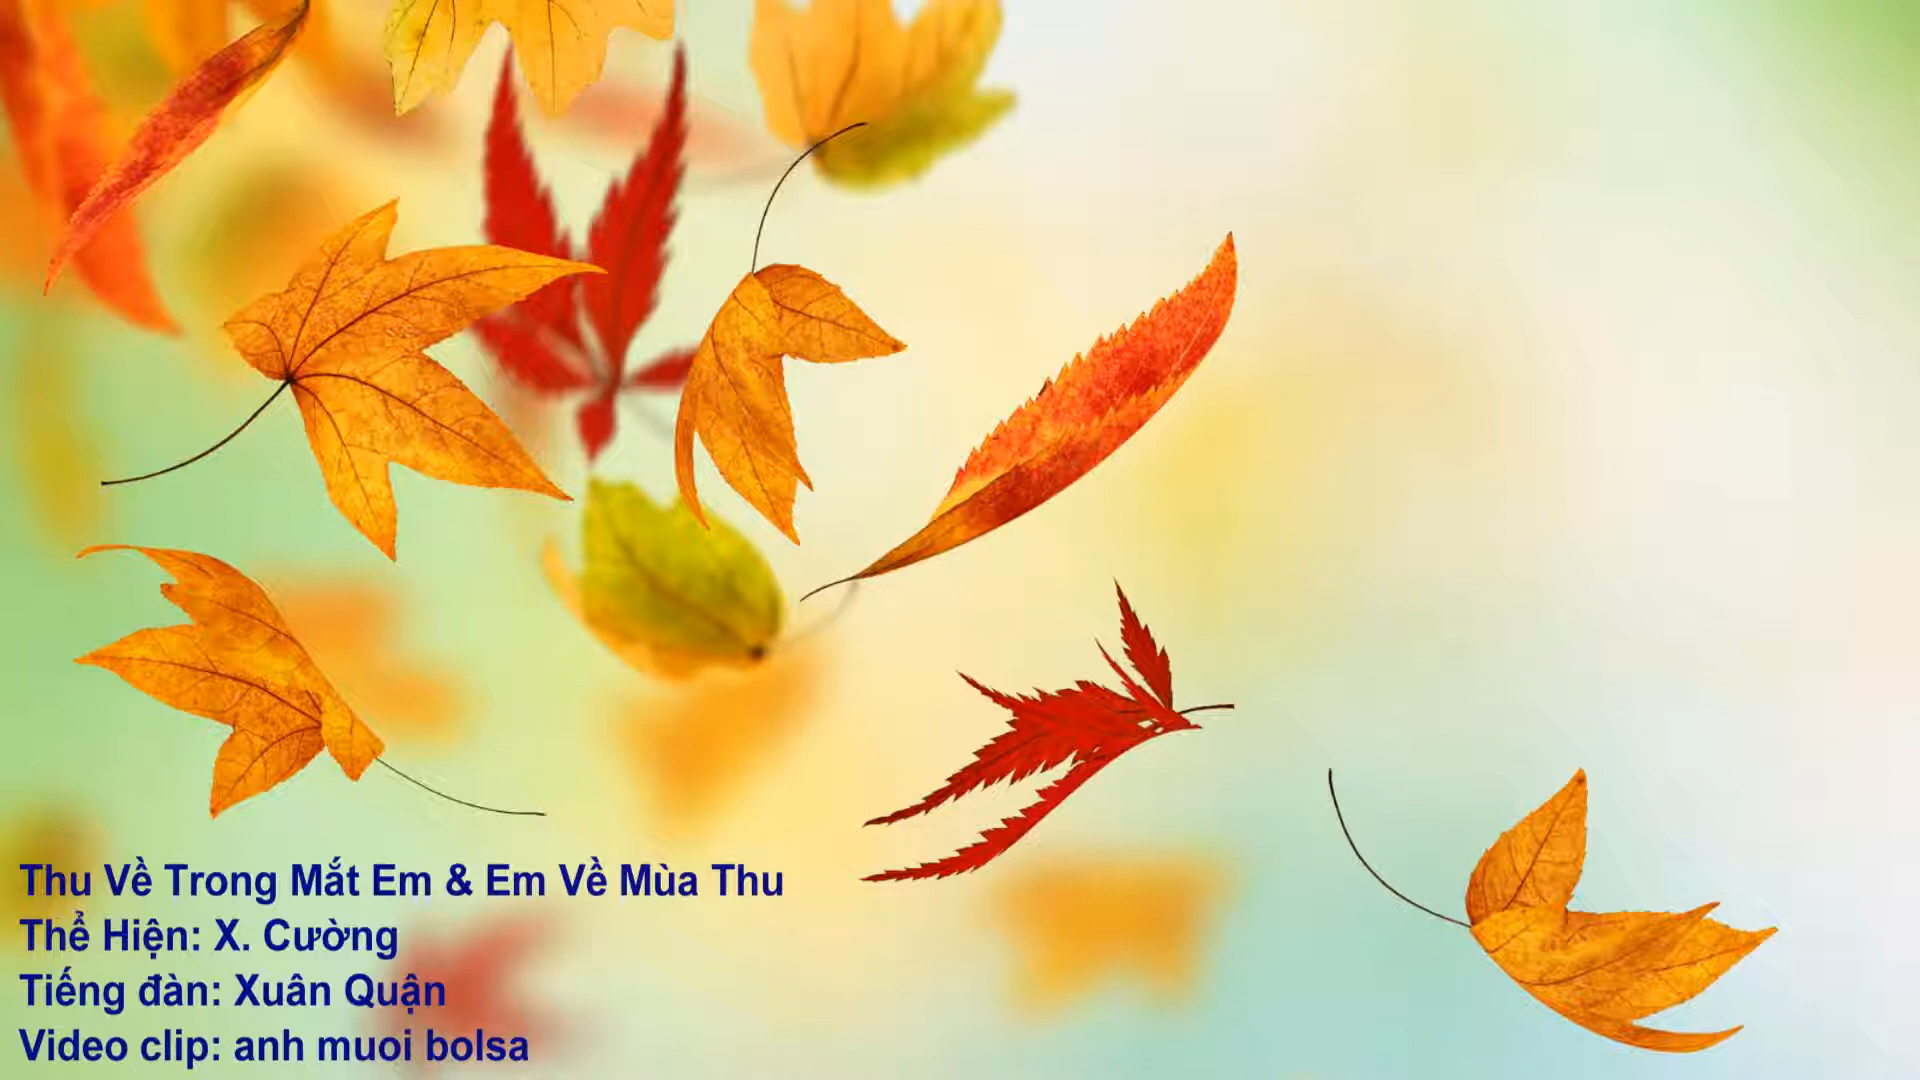 Thu Về Trong Mắt Em & Em Về Mùa Thu
Thể Hiện: X. Cường
Tiếng đàn: Xuân Quận
Video clip: anh muoi bolsa